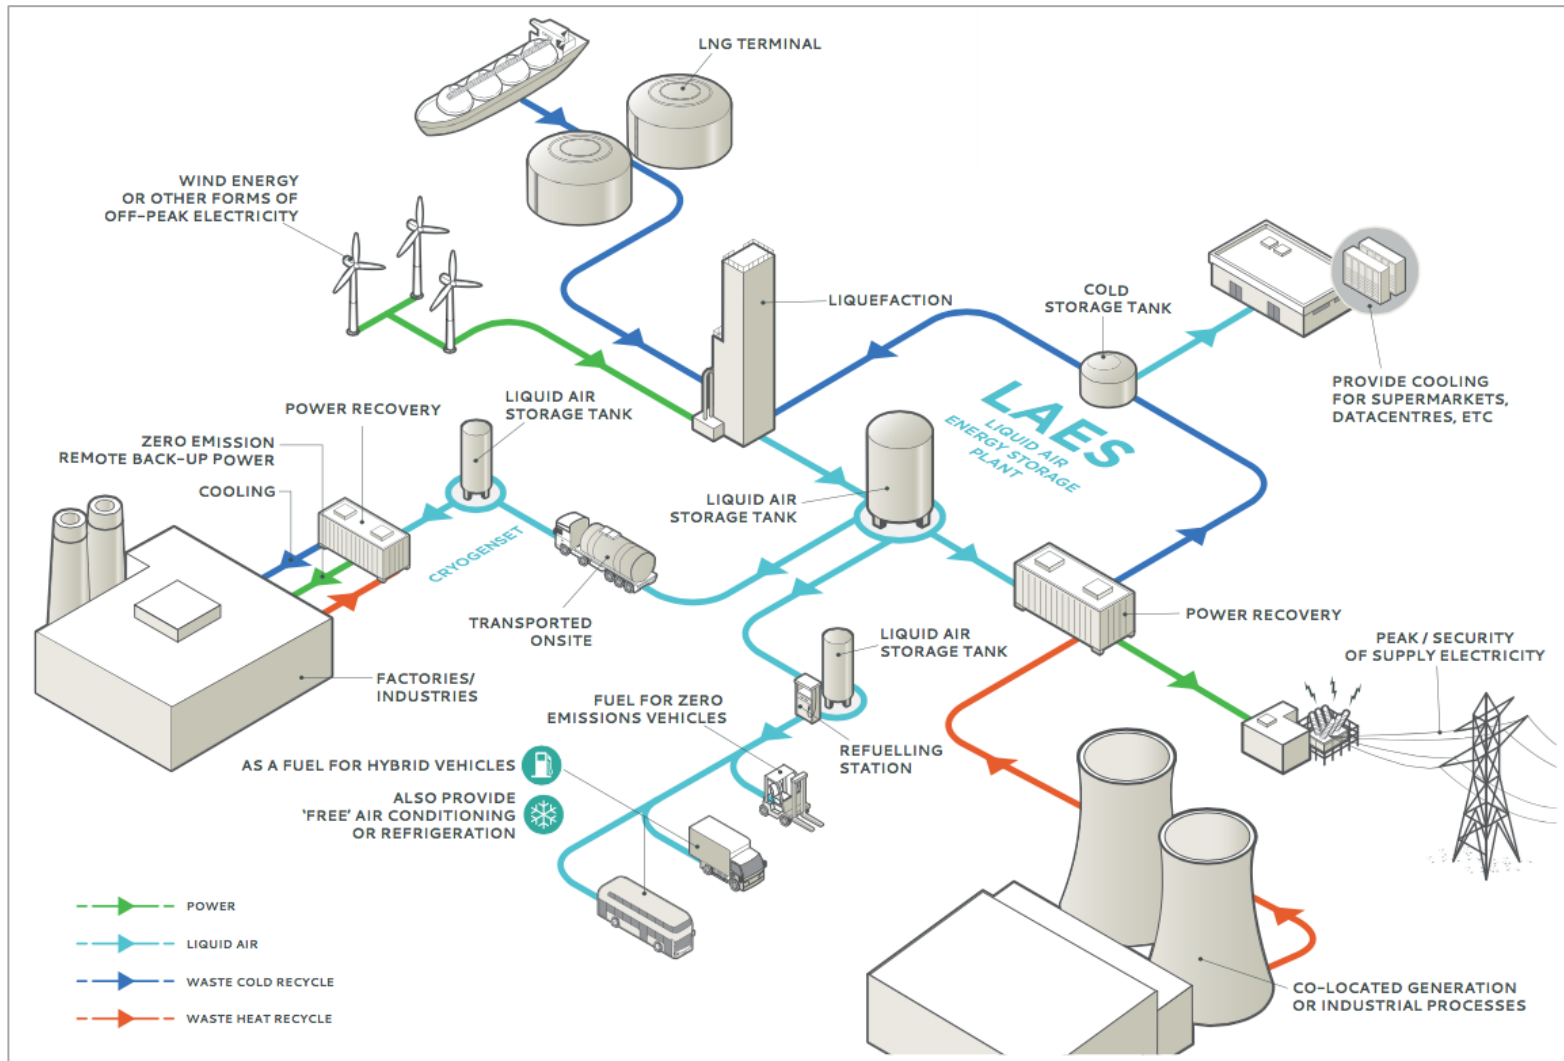 LNG TERMINAL
WIND ENERGY
OR OTHER FORMS OF
OFF-PEAK ELECTRICITY
LIQUEFACTION
COLD
STORAGE TANK
PROVIDE COOLING
FOR SUPERMARKETS,
DATACENTRES, ETC
LAES
LIQUID AIR
ENERGY STORAGE
PLANT
POWER RECOVERY
LIQUID AIR
STORAGE TANK
ZERO EMISSION
REMOTE BACK-UP POWER
COOLING
LIQUID AIR
STORAGE TANK
CRYOGENSET
TRANSPORTED
ONSITE
FACTORIES/
INDUSTRIES
LIQUID AIR
STORAGE TANK
POWER RECOVERY
PEAK / SECURITY
OF SUPPLY ELECTRICITY
FUEL FOR ZERO
EMISSIONS VEHICLES
REFUELLING
STATION
AS A FUEL FOR HYBRID VEHICLES
ALSO PROVIDE
'FREE' AIR CONDITIONING
OR REFRIGERATION
POWER
LIQUID AIR
WASTE COLD RECYCLE
WASTE HEAT RECYCLE
CO-LOCATED GENERATION
OR INDUSTRIAL PROCESSES